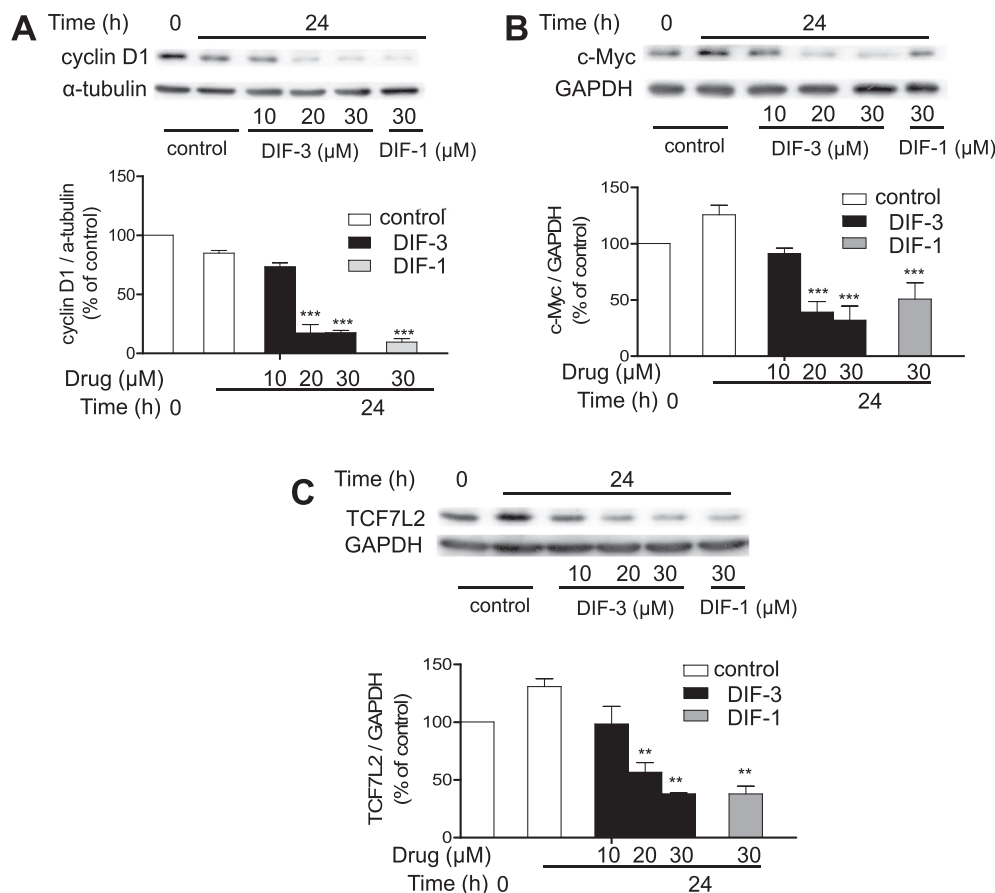 A
Time (h) 0 24
cyclin D1
α-tubulin
10 20 30 30
control DIF-3 (µM) DIF-1 (µM)
150
100
50
0
cyclin D1 / a-tubulin
(% of control)
control
DIF-3
DIF-1
*** *** ***
Drug (µM) 10 20 30 30
Time (h) 0 24
B
Time (h) 0 24
c-Myc
GAPDH
10 20 30 30
control DIF-3 (µM) DIF-1 (µM)
150
100
50
0
c-Myc / GAPDH
(% of control)
control
DIF-3
DIF-1
*** *** ***
Drug (µM) 10 20 30 30
Time (h) 0 24
C
Time (h) 0 24
TCF7L2
GAPDH
10 20 30 30
control DIF-3 (µM) DIF-1 (µM)
150
100
50
0
TCF7L2 / GAPDH
(% of control)
control
DIF-3
DIF-1
** ** **
Drug (µM) 10 20 30 30
Time (h) 0 24